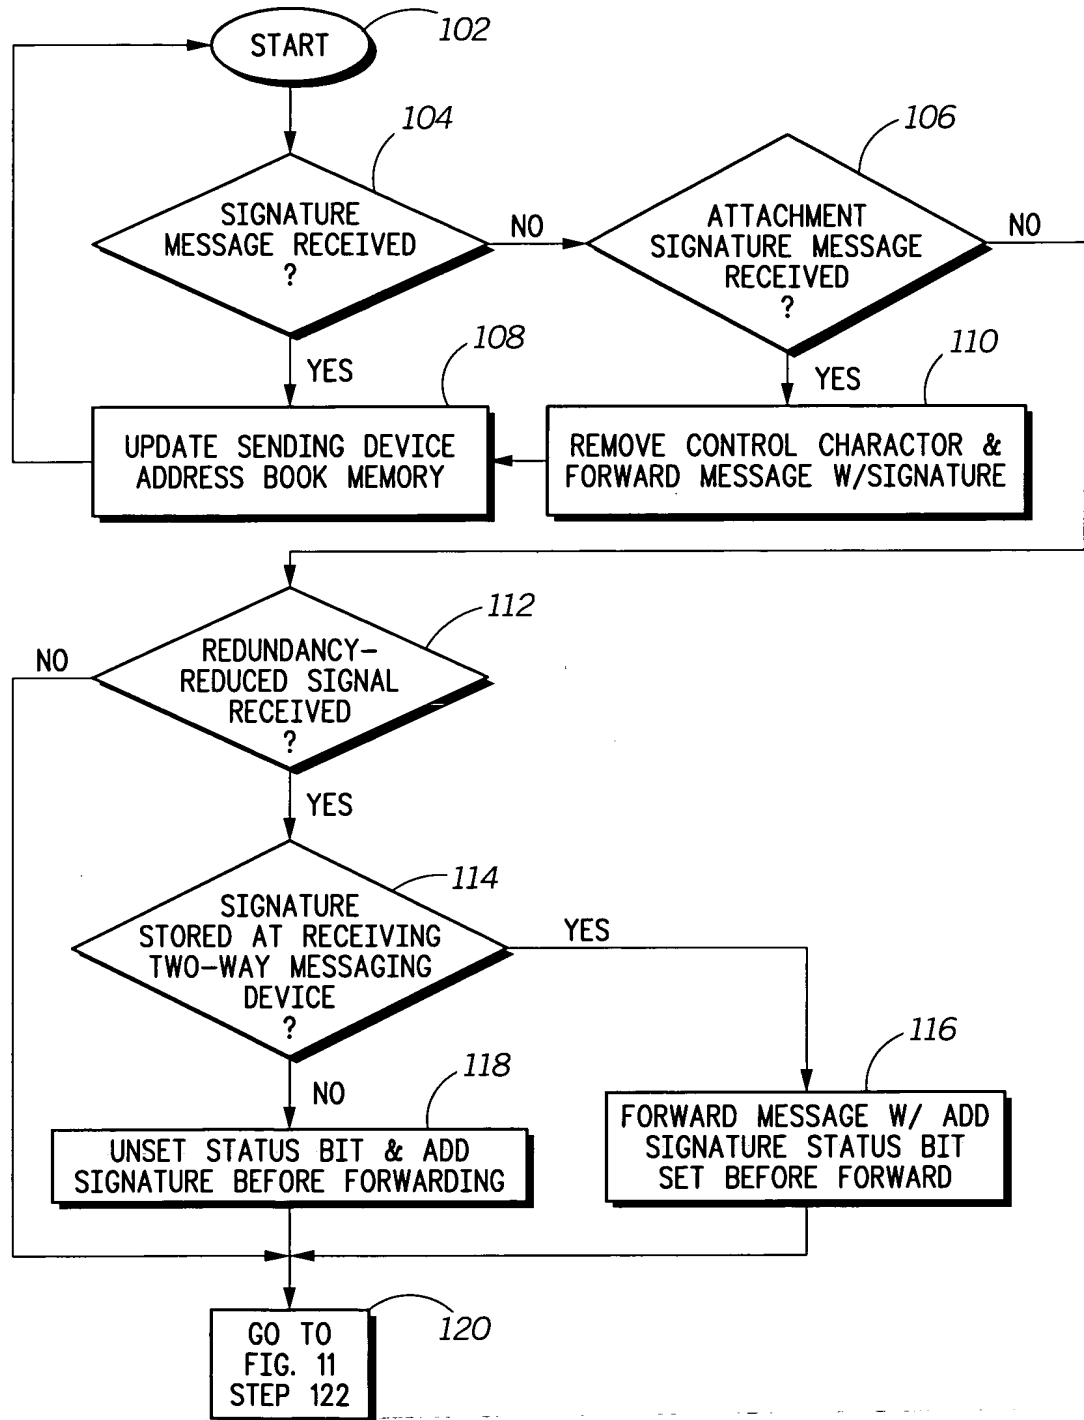 START
102
104
SIGNATURE
MESSAGE RECEIVED
?
NO
106
ATTACHMENT
SIGNATURE MESSAGE
RECEIVED
?
NO
YES
108
UPDATE SENDING DEVICE
ADDRESS BOOK MEMORY
YES
110
REMOVE CONTROL CHARACTOR &
FORWARD MESSAGE W/SIGNATURE
112
REDUNDANCY-
REDUCED SIGNAL
RECEIVED
?
NO
YES
114
SIGNATURE
STORED AT RECEIVING
TWO-WAY MESSAGING
DEVICE
?
YES
NO
118
UNSET STATUS BIT & ADD
SIGNATURE BEFORE FORWARDING
116
FORWARD MESSAGE W/ ADD
SIGNATURE STATUS BIT
SET BEFORE FORWARD
120
GO TO
FIG. 11
STEP 122